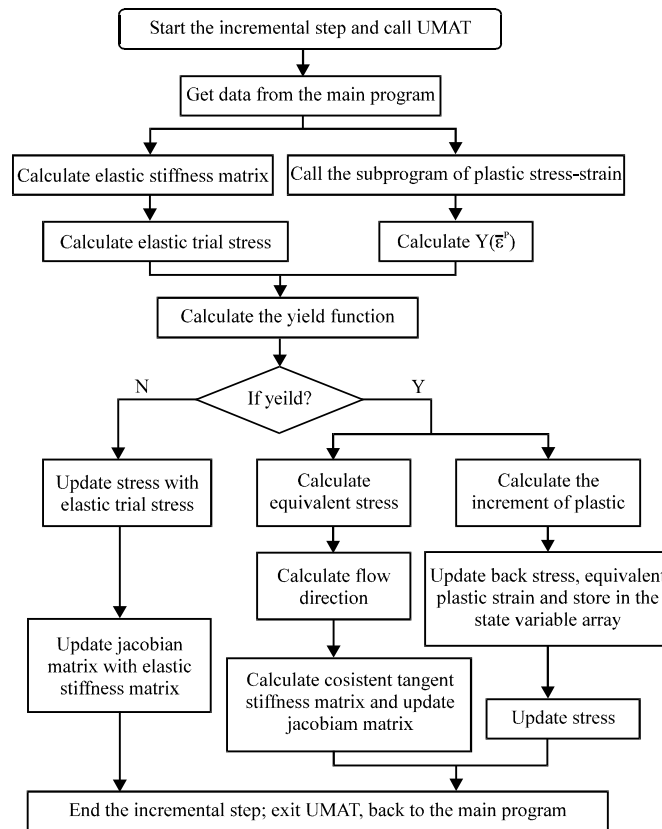 Start the incremental step and call UMAT
Get data from the main program
Calculate elastic stiffness matrix
Call the subprogram of plastic stress-strain
Calculate elastic trial stress
Calculate Y(ε̄ᴾ)
Calculate the yield function
If yeild?
N
Y
Update stress with
elastic trial stress
Calculate
equivalent stress
Calculate the
increment of plastic
Calculate flow
direction
Update back stress, equivalent
plastic strain and store in the
state variable array
Update jacobian
matrix with elastic
stiffness matrix
Calculate cosistent tangent
stiffness matrix and update
jacobiam matrix
Update stress
End the incremental step; exit UMAT, back to the main program